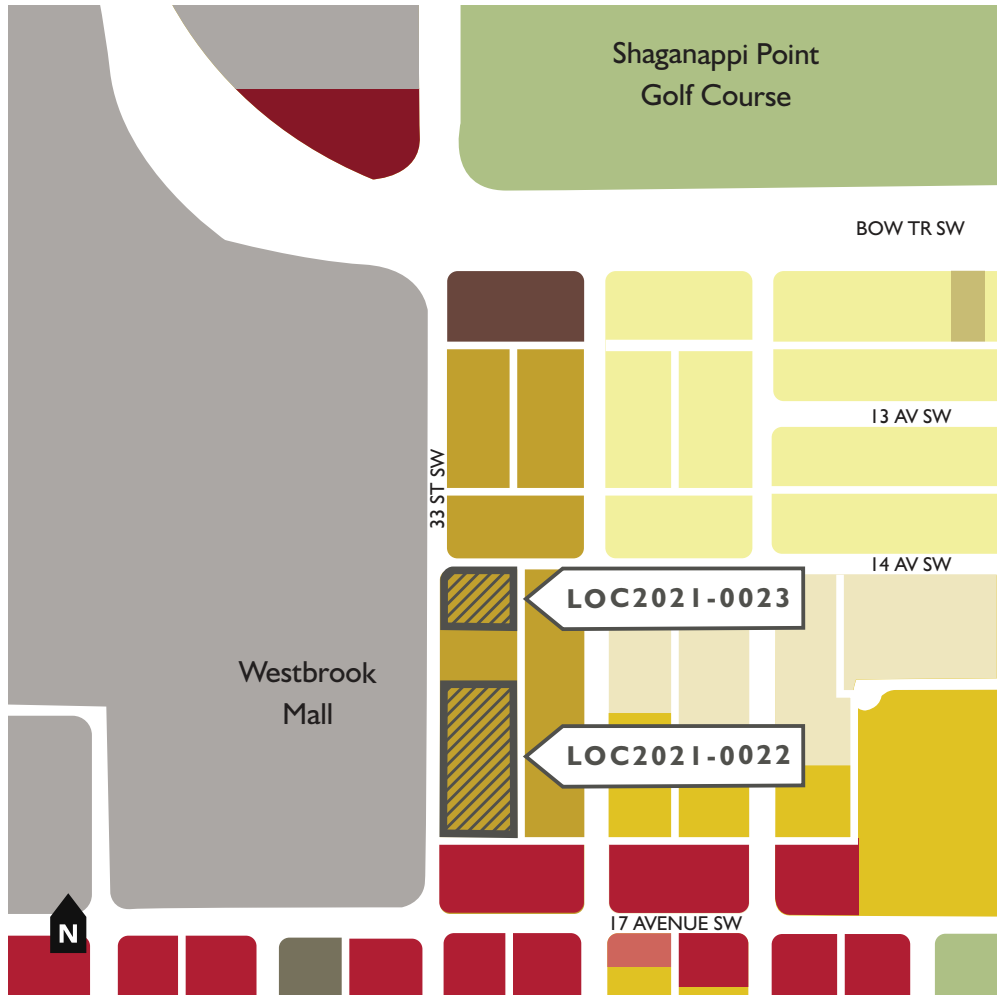 Shaganappi Point
Golf Course
BOW TR SW
13 AV SW
33 ST SW
14 AV SW
LOC2021-0023
Westbrook
Mall
LOC2021-0022
17 AVENUE SW
N